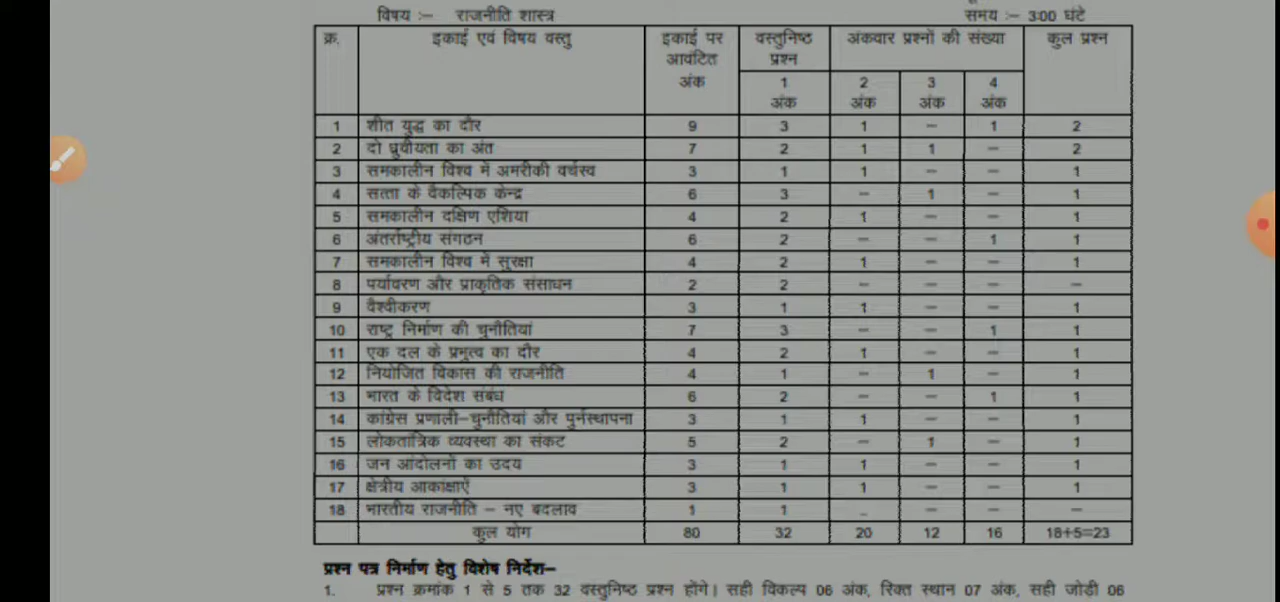 विषय :– राजनीति शास्त्र समय :– 3:00 घंटे
क्र. इकाई एवं विषय वस्तु इकाई पर आवंटित अंक वस्तुनिष्ठ प्रश्न अंकवार प्रश्नों की संख्या कुल प्रश्न
1 अंक 2 अंक 3 अंक 4 अंक
1 शीत युद्ध का दौर 9 3 1 – 1 2
2 दो ध्रुवीयता का अंत 7 2 1 1 – 2
3 समकालीन विश्व में अमरीकी वर्चस्व 3 1 1 – – 1
4 सत्ता के वैकल्पिक केन्द्र 6 3 – 1 – 1
5 समकालीन दक्षिण एशिया 4 2 1 – – 1
6 अंतर्राष्ट्रीय संगठन 6 2 – – 1 1
7 समकालीन विश्व में सुरक्षा 4 2 1 – – 1
8 पर्यावरण और प्राकृतिक संसाधन 2 2 – – – –
9 वैश्वीकरण 3 1 1 – – 1
10 राष्ट्र निर्माण की चुनौतियां 7 3 – – 1 1
11 एक दल के प्रभुत्व का दौर 4 2 1 – – 1
12 नियोजित विकास की राजनीति 4 1 – 1 – 1
13 भारत के विदेश संबंध 6 2 – – 1 1
14 कांग्रेस प्रणाली–चुनौतियां और पुर्नस्थापना 3 1 1 – – 1
15 लोकतांत्रिक व्यवस्था का संकट 5 2 – 1 – 1
16 जन आंदोलनों का उदय 3 1 1 – – 1
17 क्षेत्रीय आकांक्षाऐं 3 1 1 – – 1
18 भारतीय राजनीति – नए बदलाव 1 1 – – – –
कुल योग 80 32 20 12 16 18+5=23
प्रश्न पत्र निर्माण हेतु विशेष निर्देश–
1. प्रश्न क्रमांक 1 से 5 तक 32 वस्तुनिष्ठ प्रश्न होंगे। सही विकल्प 06 अंक, रिक्त स्थान 07 अंक, सही जोड़ी 06